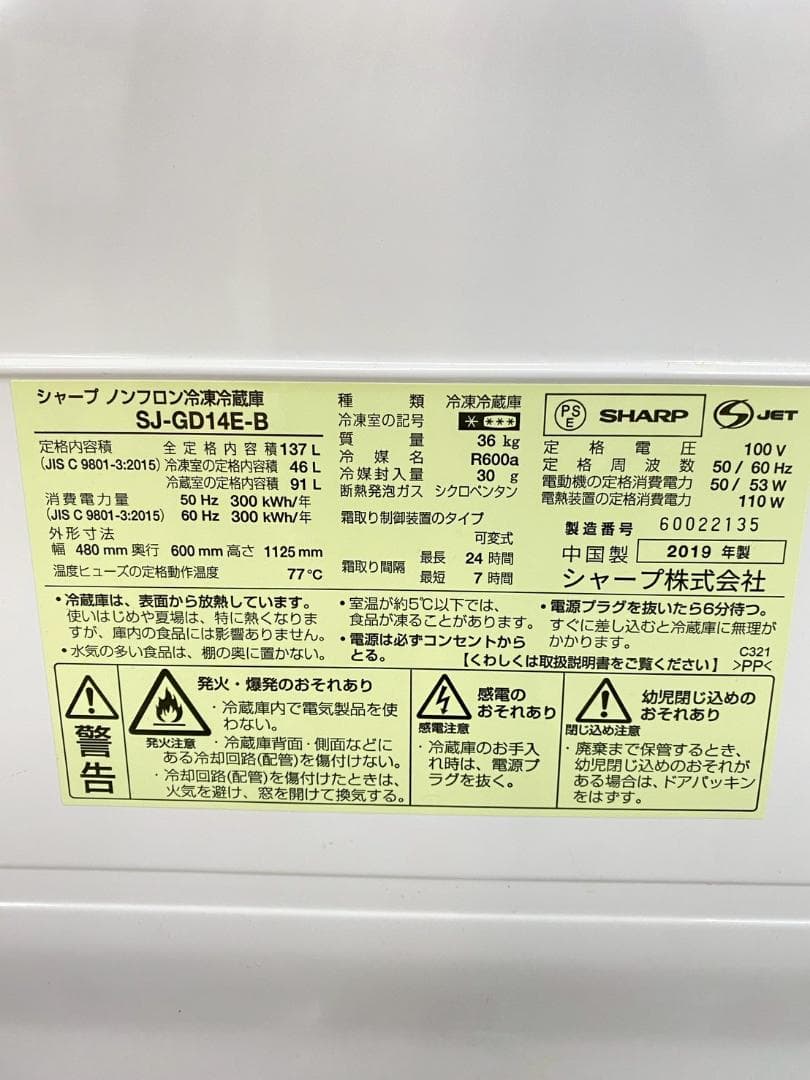 シャープ ノンフロン冷凍冷蔵庫
SJ-GD14E-B
定格内容積 全定格内容積 137 L
(JIS C 9801-3:2015) 冷凍室の定格内容積 46 L
冷蔵室の定格内容積 91 L
消費電力量 50 Hz 300 kWh/年
(JIS C 9801-3:2015) 60 Hz 300 kWh/年
外形寸法
幅 480 mm 奥行 600 mm 高さ 1125 mm
温度ヒューズの定格動作温度 77℃
種類 冷凍冷蔵庫
冷凍室の記号
質量 36 kg
冷媒名 R600a
冷媒封入量 30 g
断熱発泡ガス シクロペンタン
霜取り制御装置のタイプ
可変式
霜取り間隔 最長 24 時間
最短 7 時間
PSE SHARP S JET
定格電圧 100 V
定格周波数 50 / 60 Hz
電動機の定格消費電力 50 / 53 W
電熱装置の定格消費電力 110 W
製造番号 60022135
中国製 2019 年製
シャープ株式会社
・冷蔵庫は、表面から放熱しています。
使いはじめや夏場は、特に熱くなりま
すが、庫内の食品には影響ありません。
・水気の多い食品は、棚の奥に置かない。
・室温が約5℃以下では、
食品が凍ることがあります。
・電源は必ずコンセントから
とる。
・電源プラグを抜いたら6分待つ。
すぐに差し込むと冷蔵庫に無理が
かかります。
【くわしくは取扱説明書をご覧ください】
C321
>PP<
警告
発火・爆発のおそれあり
発火注意
・冷蔵庫内で電気製品を使
わない。
・冷蔵庫背面・側面などに
ある冷却回路(配管)を傷付けない。
・冷却回路(配管)を傷付けたときは、
火気を避け、窓を開けて換気する。
感電の
おそれあり
感電注意
・冷蔵庫のお手入
れ時は、電源プ
ラグを抜く。
幼児閉じ込めの
おそれあり
閉じ込め注意
・廃棄まで保管するとき、
幼児閉じ込めのおそれが
ある場合は、ドアパッキン
をはずす。